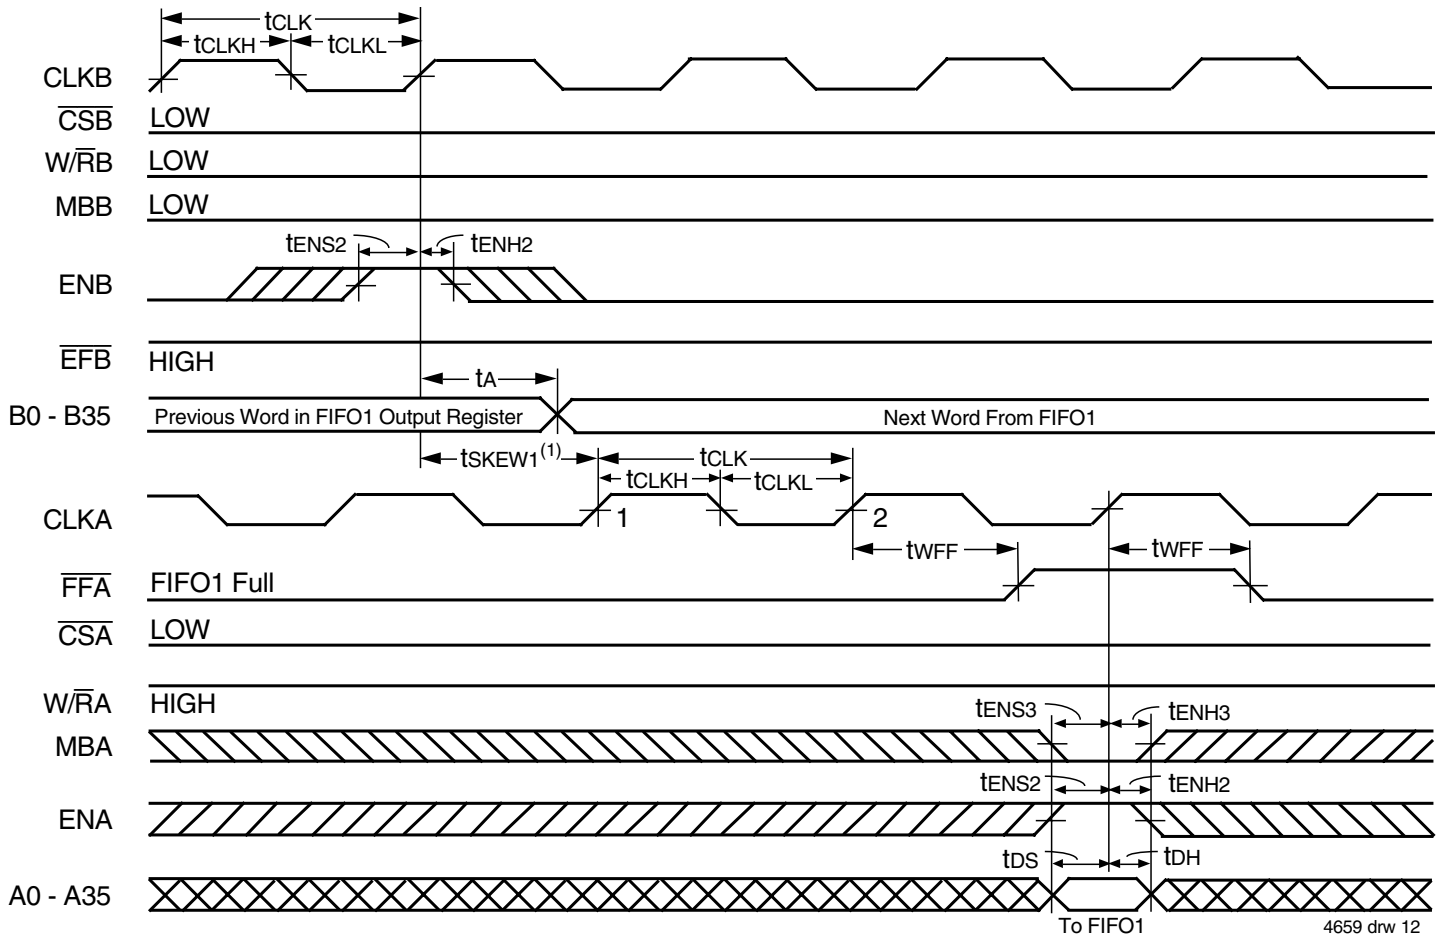 tCLK
tCLKH tCLKL
CLKB
CSB LOW
W/RB LOW
MBB LOW
tENS2 tENH2
ENB
EFB HIGH
tA
B0 - B35 Previous Word in FIFO1 Output Register Next Word From FIFO1
tSKEW1(1) tCLK
tCLKH tCLKL
CLKA 1 2
tWFF tWFF
FFA FIFO1 Full
CSA LOW
W/RA HIGH
tENS3 tENH3
MBA
tENS2 tENH2
ENA
tDS tDH
A0 - A35
To FIFO1 4659 drw 12